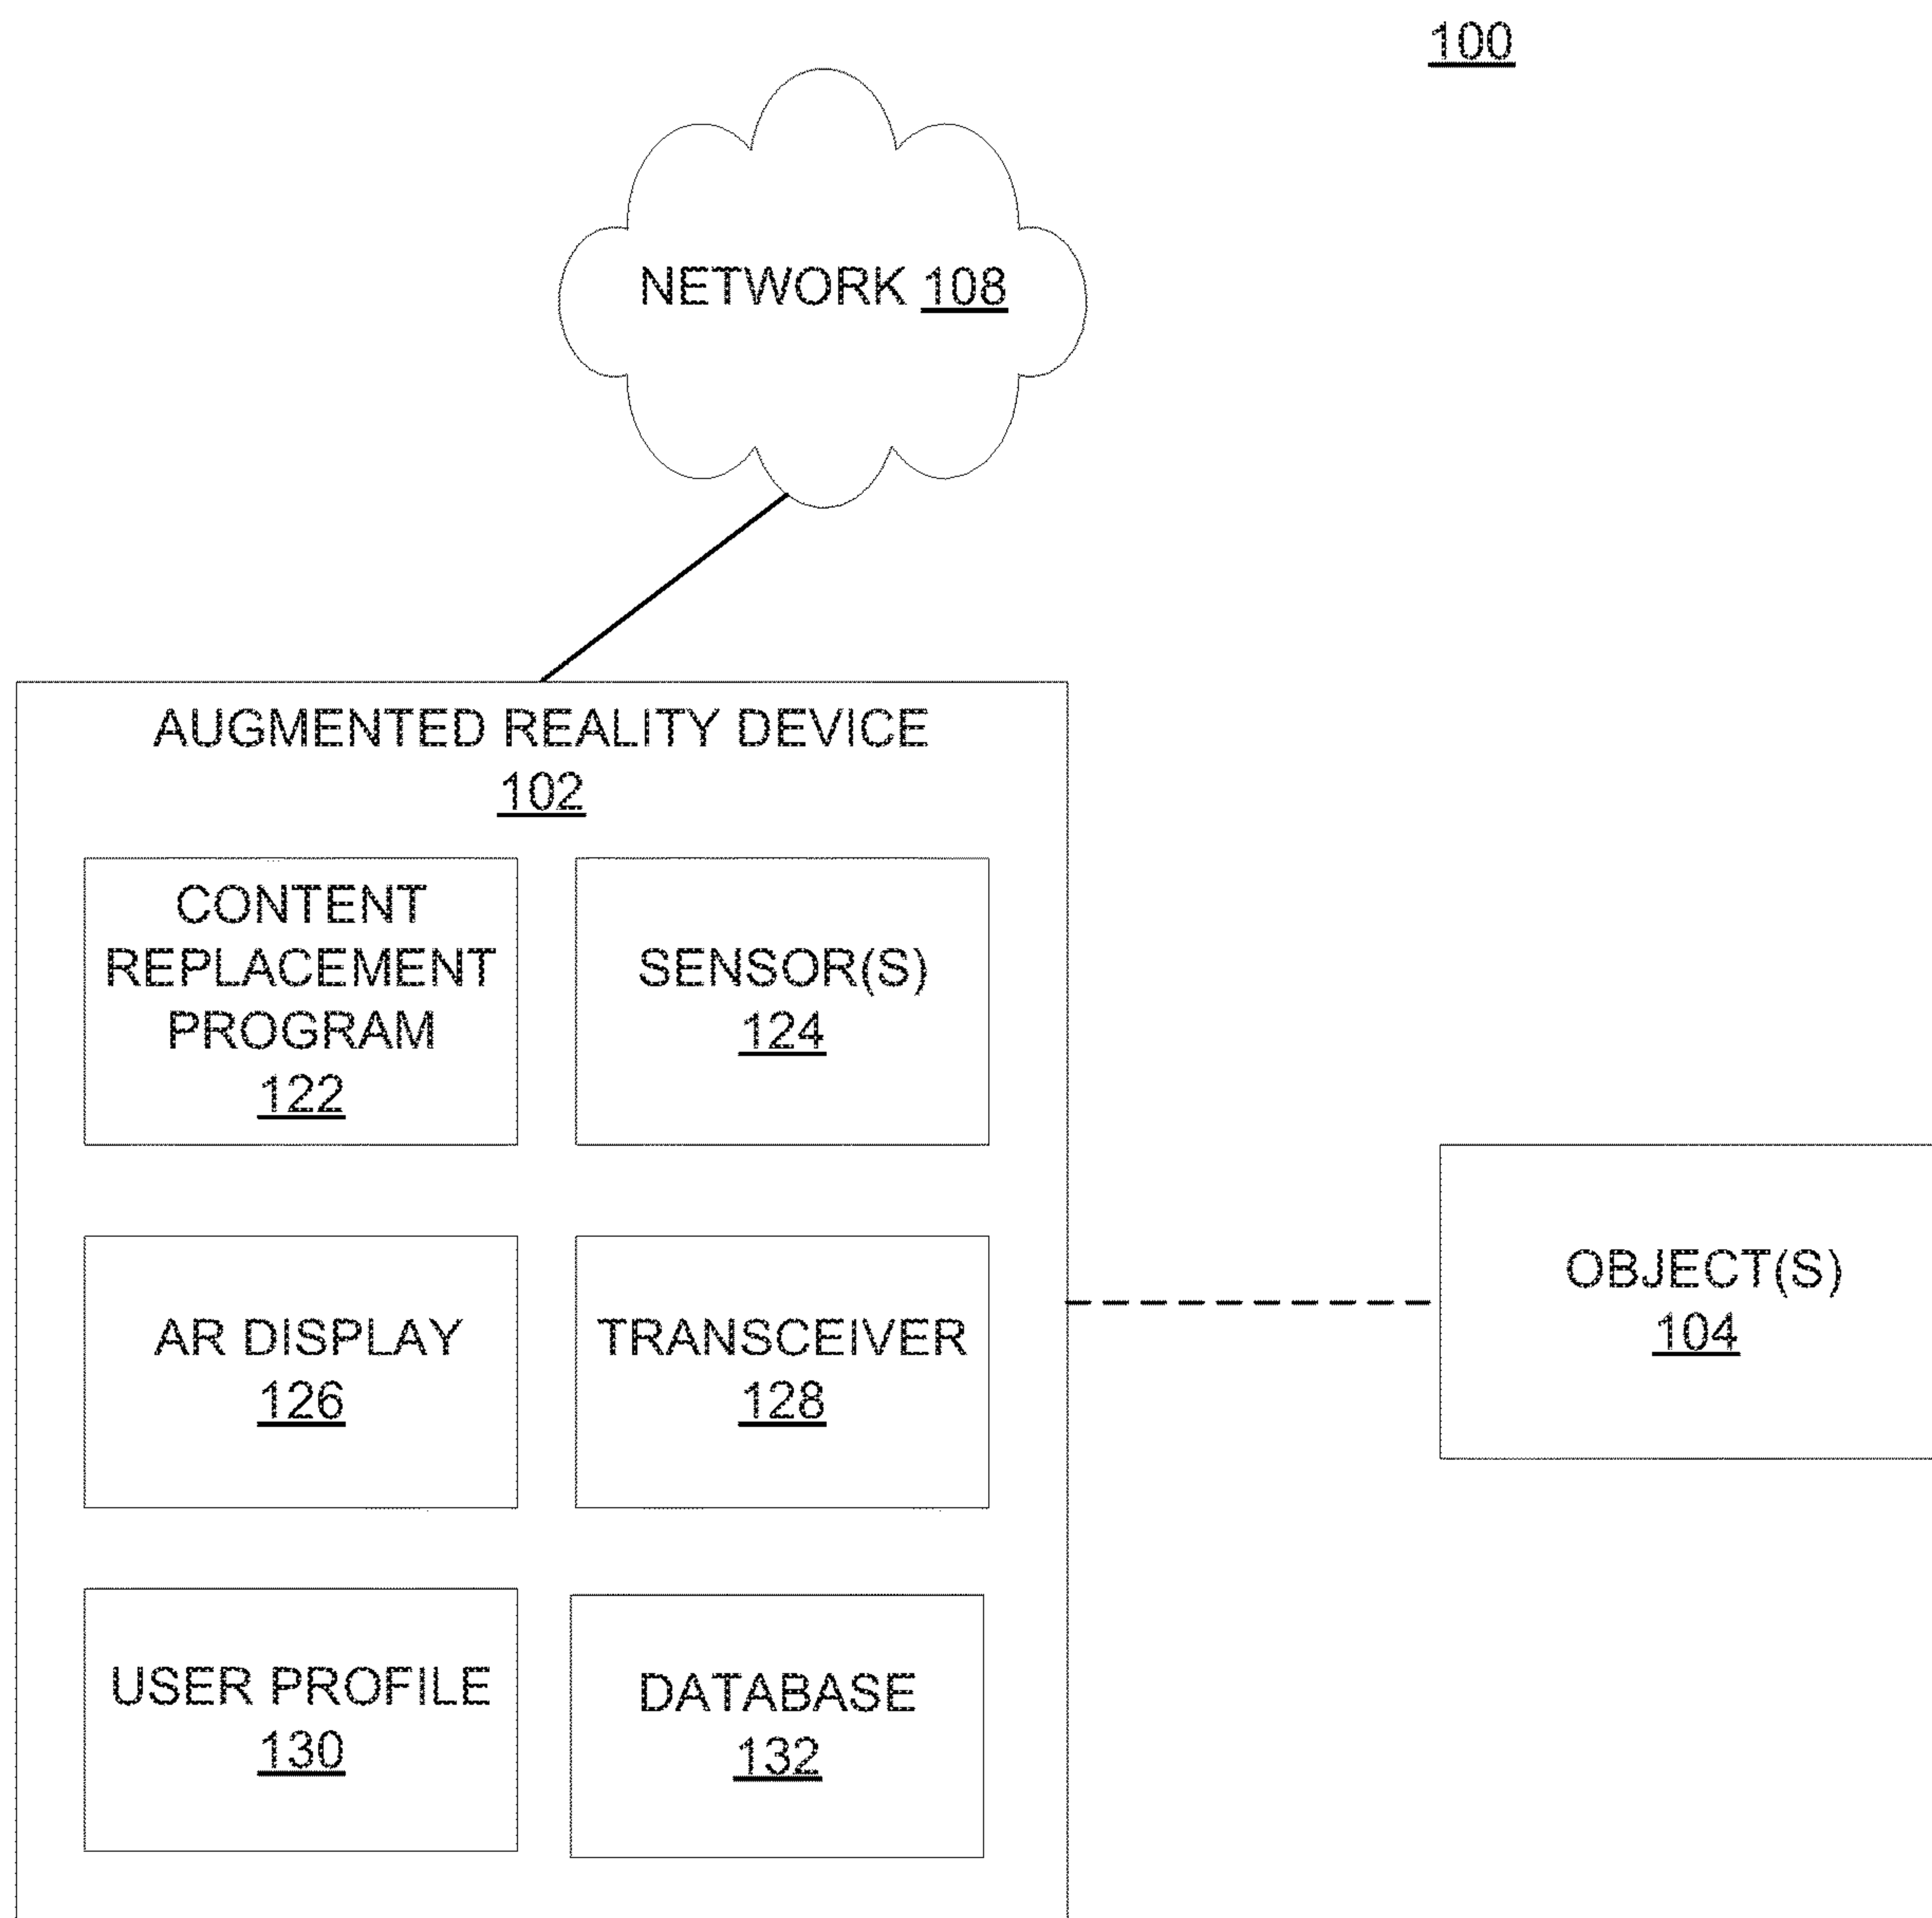 100
NETWORK 108
AUGMENTED REALITY DEVICE
102
CONTENT
REPLACEMENT
PROGRAM
122
SENSOR(S)
124
AR DISPLAY
126
TRANSCEIVER
128
OBJECT(S)
104
USER PROFILE
130
DATABASE
132